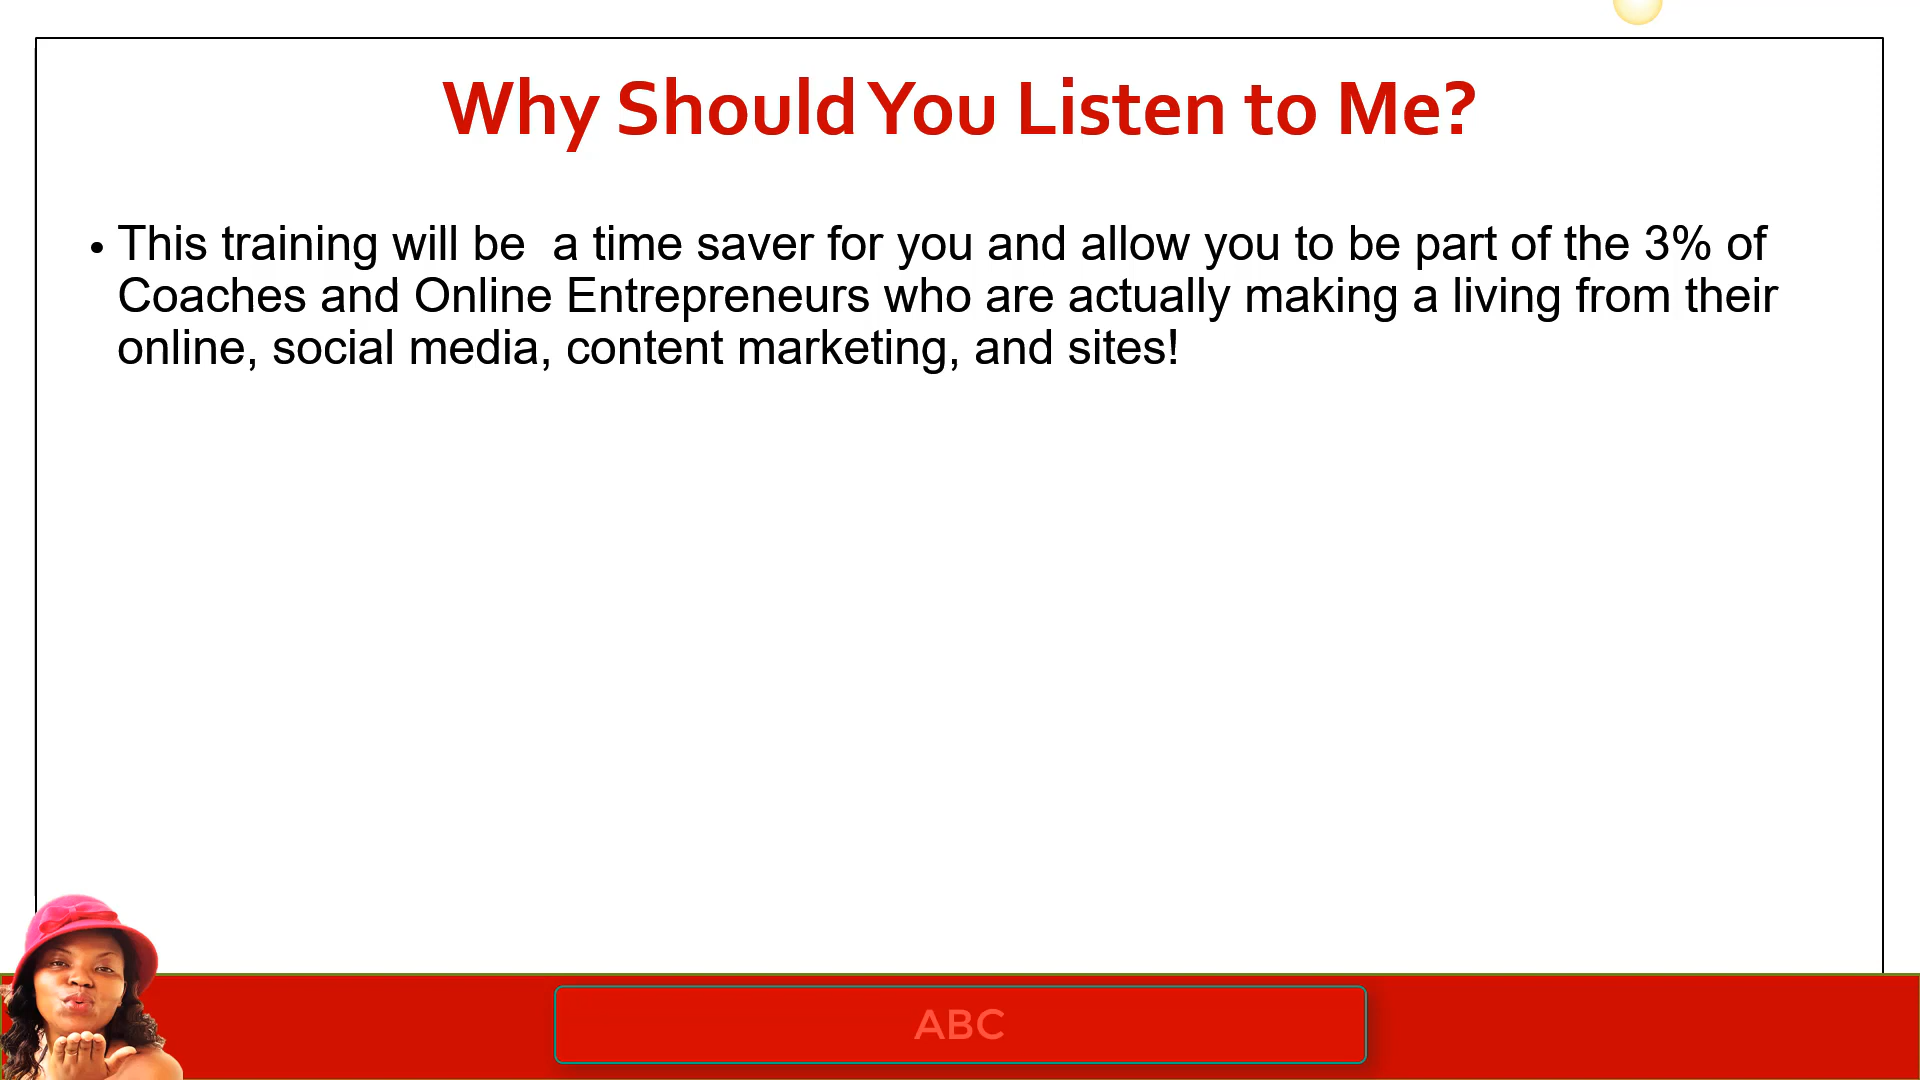 Why Should You Listen to Me?
• This training will be  a time saver for you and allow you to be part of the 3% of
Coaches and Online Entrepreneurs who are actually making a living from their
online, social media, content marketing, and sites!
ABC